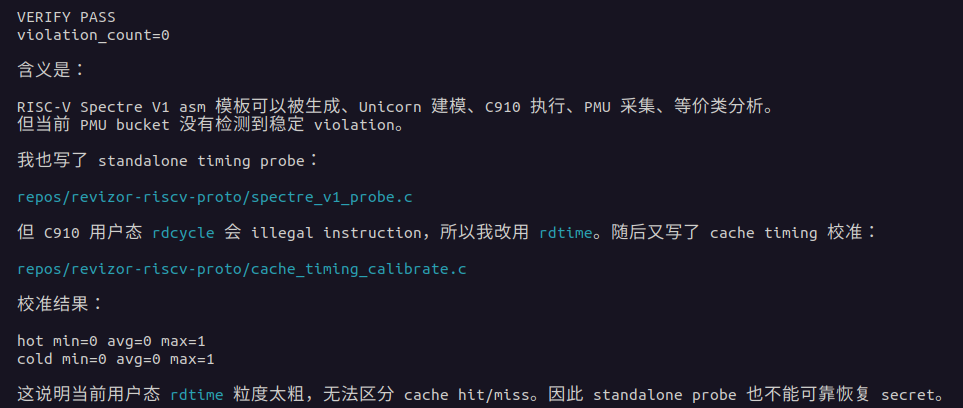 VERIFY PASS
violation_count=0
含义是：
RISC-V Spectre V1 asm 模板可以被生成、Unicorn 建模、C910 执行、PMU 采集、等价类分析。
但当前 PMU bucket 没有检测到稳定 violation。
我也写了 standalone timing probe：
repos/revizor-riscv-proto/spectre_v1_probe.c
但 C910 用户态 rdcycle 会 illegal instruction，所以我改用 rdtime。随后又写了 cache timing 校准：
repos/revizor-riscv-proto/cache_timing_calibrate.c
校准结果：
hot min=0 avg=0 max=1
cold min=0 avg=0 max=1
这说明当前用户态 rdtime 粒度太粗，无法区分 cache hit/miss。因此 standalone probe 也不能可靠恢复 secret。